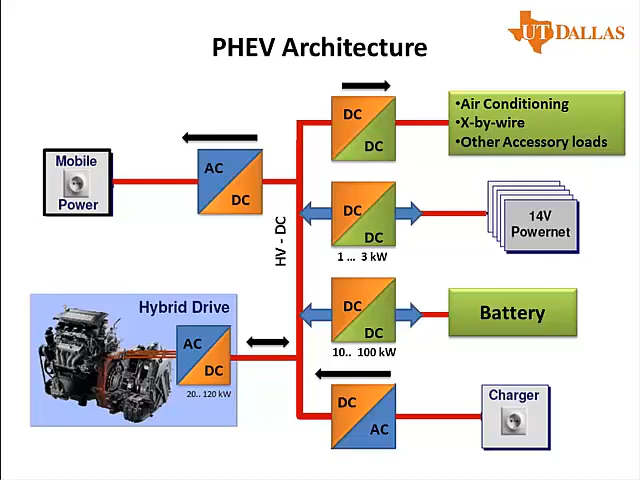 UT DALLAS
PHEV Architecture
DC
DC
•Air Conditioning
•X-by-wire
•Other Accessory loads
Mobile
Power
AC
DC
HV - DC
DC
DC
1 ... 3 kW
14V
Powernet
Hybrid Drive
AC
DC
20.. 120 kW
DC
DC
10.. 100 kW
Battery
DC
AC
Charger